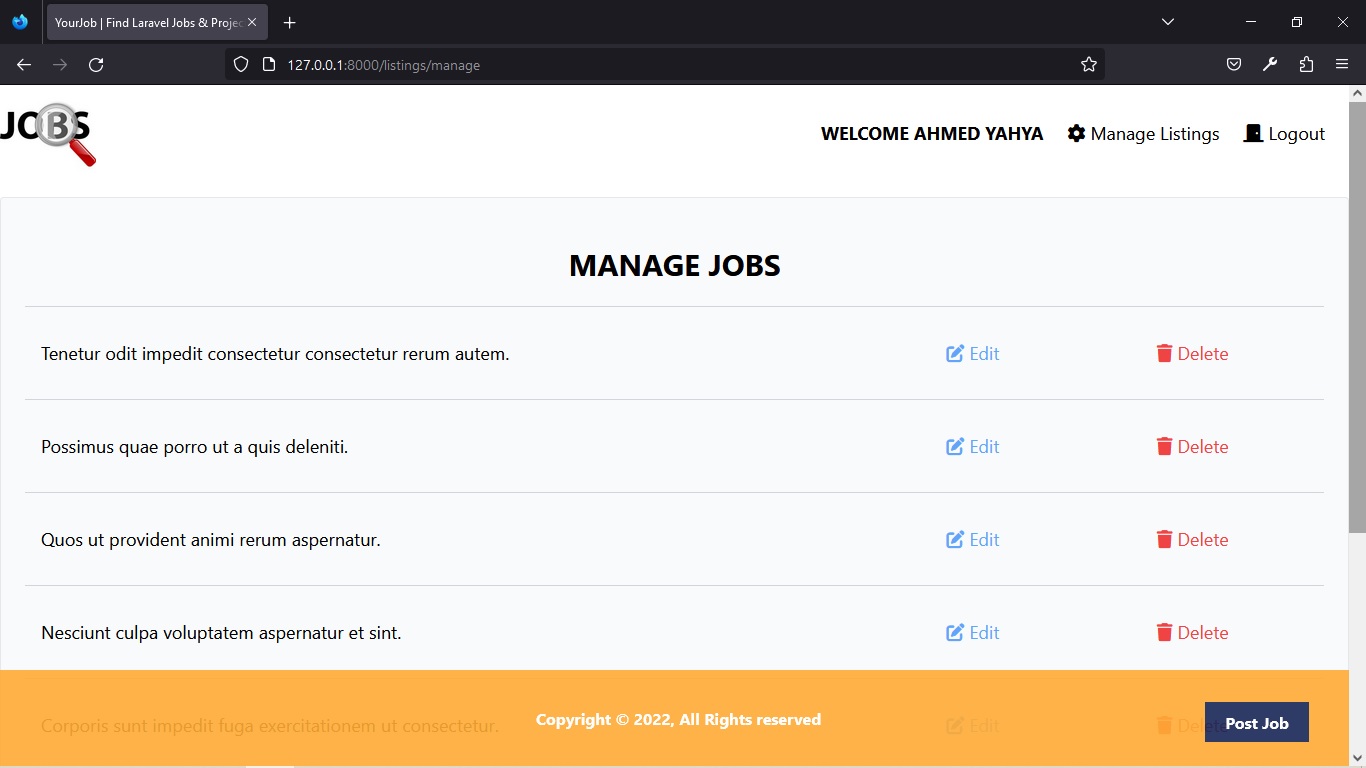 YourJob | Find Laravel Jobs & Projec
127.0.0.1:8000/listings/manage
JOBS
WELCOME AHMED YAHYA Manage Listings Logout
MANAGE JOBS
Tenetur odit impedit consectetur consectetur rerum autem. Edit Delete
Possimus quae porro ut a quis deleniti. Edit Delete
Quos ut provident animi rerum aspernatur. Edit Delete
Nesciunt culpa voluptatem aspernatur et sint. Edit Delete
Corporis sunt impedit fuga exercitationem ut consectetur. Edit
Copyright © 2022, All Rights reserved
Post Job